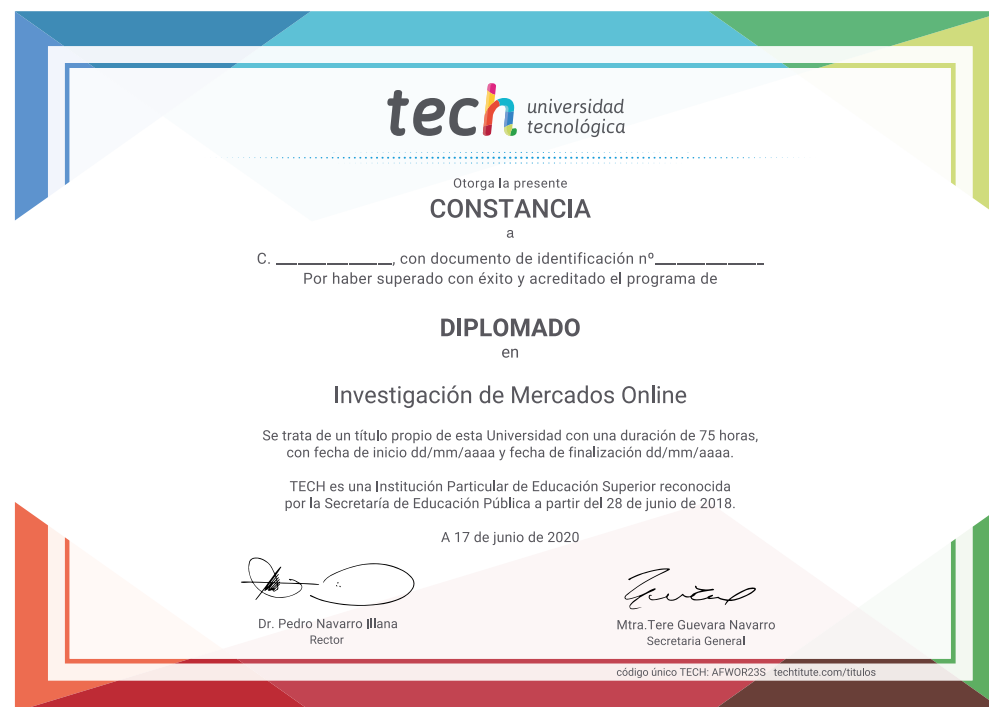 tech universidad
tecnológica
Otorga la presente
CONSTANCIA
a
C. ____________, con documento de identificación nº____________
Por haber superado con éxito y acreditado el programa de
DIPLOMADO
en
Investigación de Mercados Online
Se trata de un título propio de esta Universidad con una duración de 75 horas,
con fecha de inicio dd/mm/aaaa y fecha de finalización dd/mm/aaaa.
TECH es una Institución Particular de Educación Superior reconocida
por la Secretaría de Educación Pública a partir del 28 de junio de 2018.
A 17 de junio de 2020
Dr. Pedro Navarro Illana
Rector
Mtra.Tere Guevara Navarro
Secretaria General
código único TECH: AFWOR23S techtitute.com/titulos